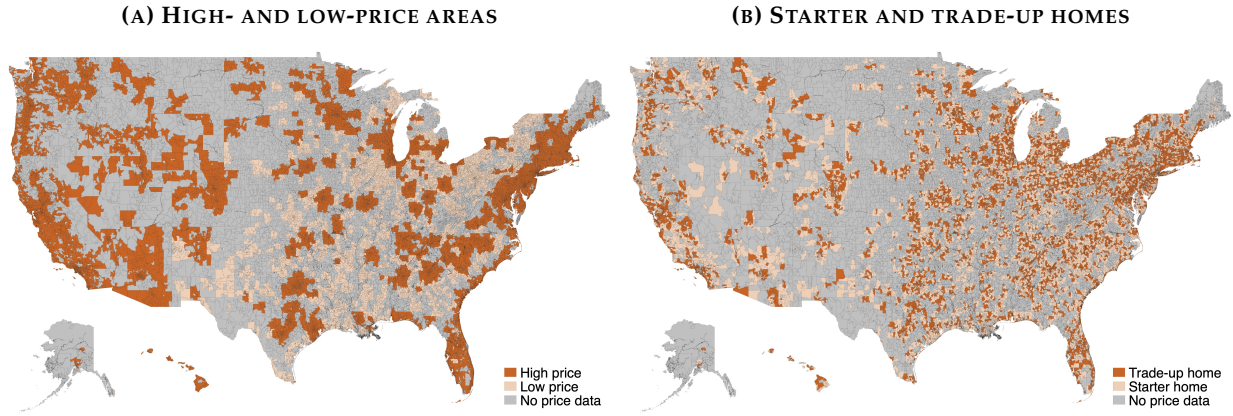 (A) HIGH- AND LOW-PRICE AREAS
High price
Low price
No price data
(B) STARTER AND TRADE-UP HOMES
Trade-up home
Starter home
No price data